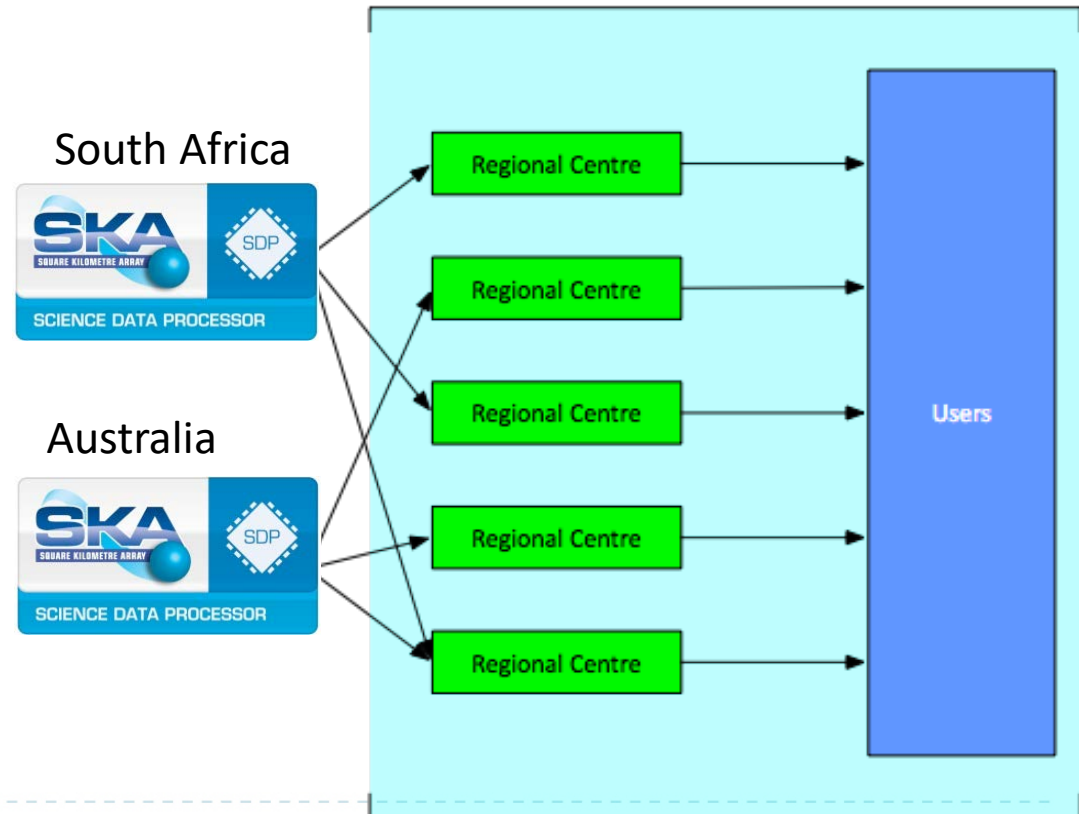 South Africa
SKA
SQUARE KILOMETRE ARRAY
SDP
SCIENCE DATA PROCESSOR
Australia
SKA
SQUARE KILOMETRE ARRAY
SDP
SCIENCE DATA PROCESSOR
Regional Centre
Regional Centre
Regional Centre
Regional Centre
Regional Centre
Users